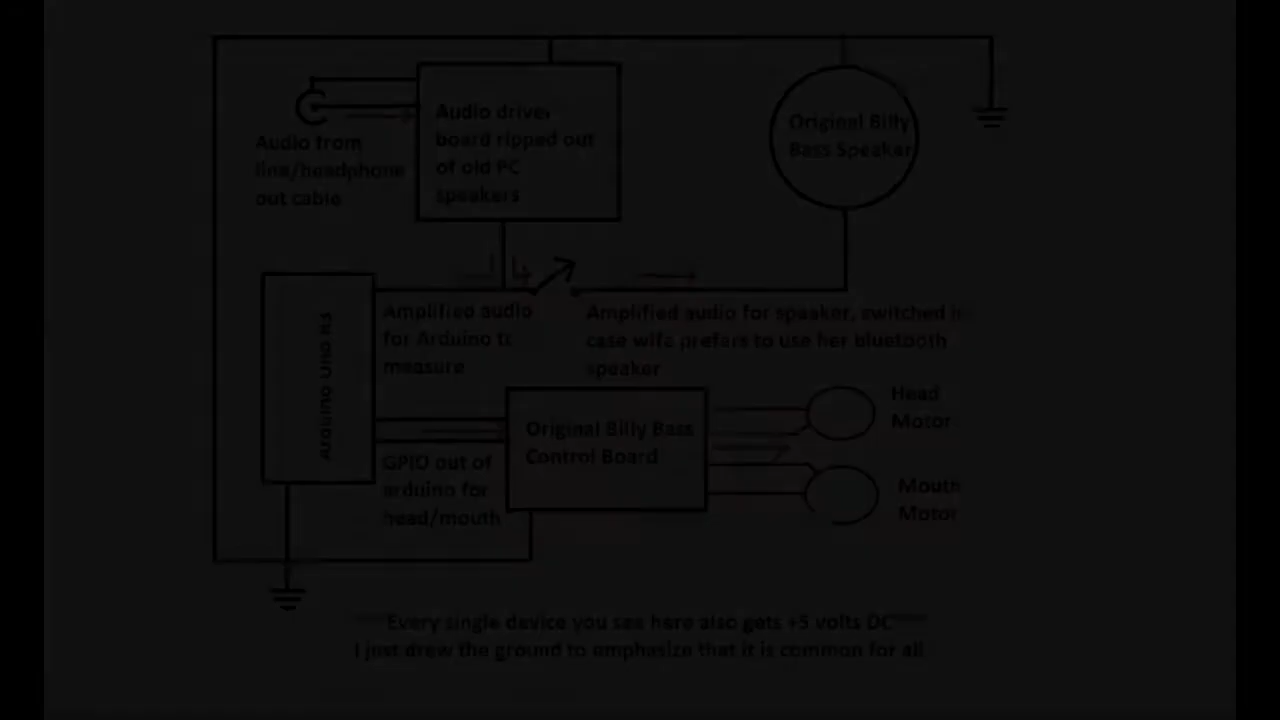 Audio driver
board ripped out
of old PC
speakers
Original Billy
Bass Speaker
Audio from
line/headphone
out cable
Arduino Uno R3
Amplified audio
for Arduino to
measure
Amplified audio for speaker, switched in
case wife prefers to use her bluetooth
speaker
Original Billy Bass
Control Board
Head
Motor
GPIO out of
arduino for
head/mouth
Mouth
Motor
Every single device you see here also gets +5 volts DC
I just drew the ground to emphasize that it is common for all